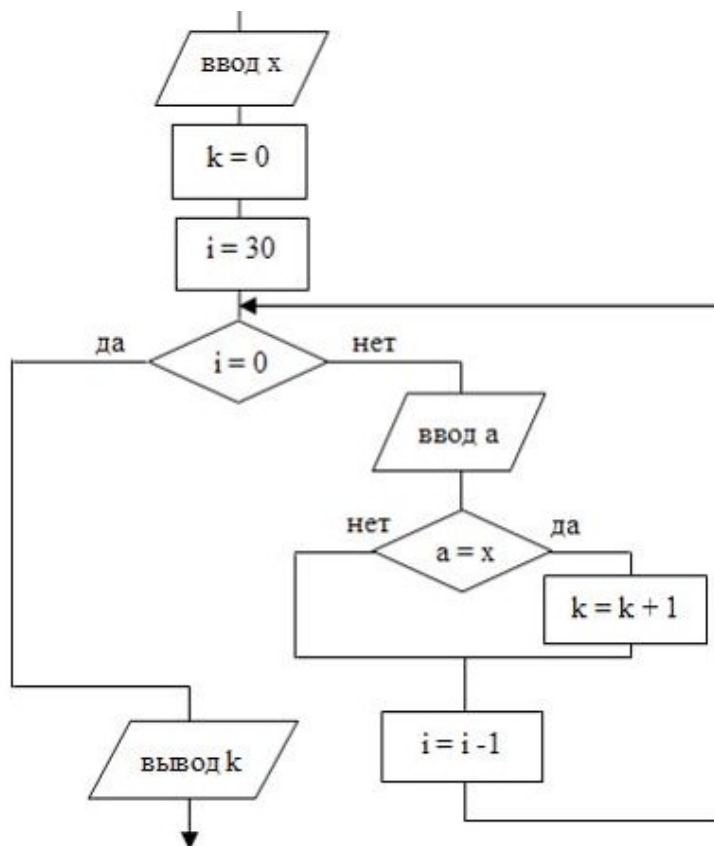 ввод x
k = 0
i = 30
да
i = 0
нет
ввод a
нет
a = x
да
k = k + 1
i = i -1
вывод k